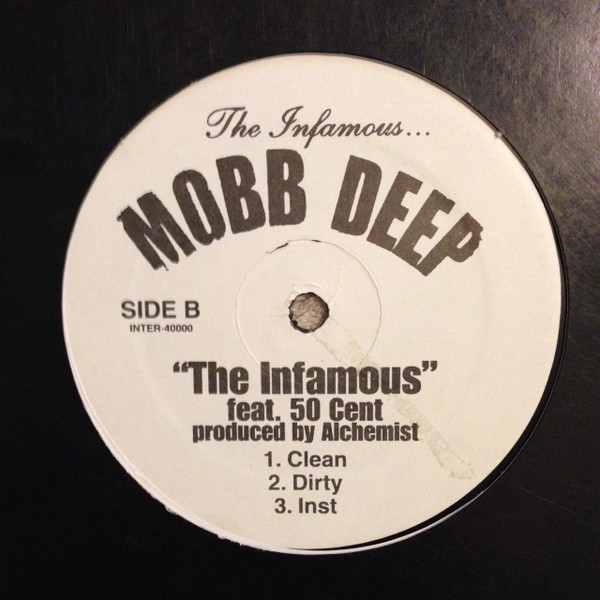 The Infamous...
MOBB DEEP
SIDE B
INTER-40000
“The Infamous”
feat. 50 Cent
produced by Alchemist
1. Clean
2. Dirty
3. Inst